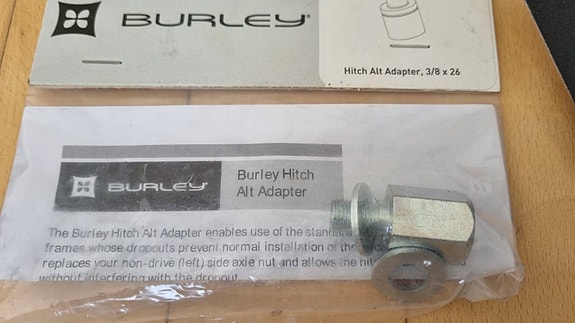 BURLEY®
Hitch Alt Adapter, 3/8 x 26
BURLEY
Burley Hitch
Alt Adapter
The Burley Hitch Alt Adapter enables use of the standard
frames whose dropouts prevent normal installation of the
replaces your non-drive (left) side axle nut and allows the hit
without interfering with the dropout.